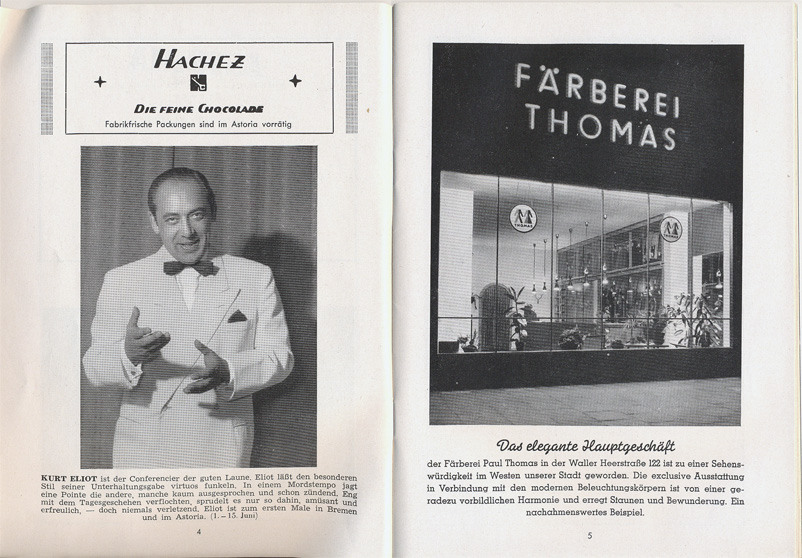 HACHEZ
DIE FEINE CHOCOLADE
Fabrikfrische Packungen sind im Astoria vorrätig
KURT ELIOT ist der Conferencier der guten Laune. Eliot läßt den besonderen
Stil seiner Unterhaltungsgabe virtuos funkeln. In einem Mordstempo jagt
eine Pointe die andere, manche kaum ausgesprochen und schon zündend. Eng
mit dem Tagesgeschehen verflochten, sprudelt es nur so dahin, amüsant und
erfreulich, — doch niemals verletzend. Eliot ist zum ersten Male in Bremen
und im Astoria. (1. – 15. Juni)
4
FÄRBEREI
THOMAS
THOMAS
THOMAS
Das elegante Hauptgeschäft
der Färberei Paul Thomas in der Waller Heerstraße 122 ist zu einer Sehens-
würdigkeit im Westen unserer Stadt geworden. Die exclusive Ausstattung
in Verbindung mit den modernen Beleuchtungskörpern ist von einer ge-
radezu vorbildlichen Harmonie und erregt Staunen und Bewunderung. Ein
nachahmenswertes Beispiel.
5